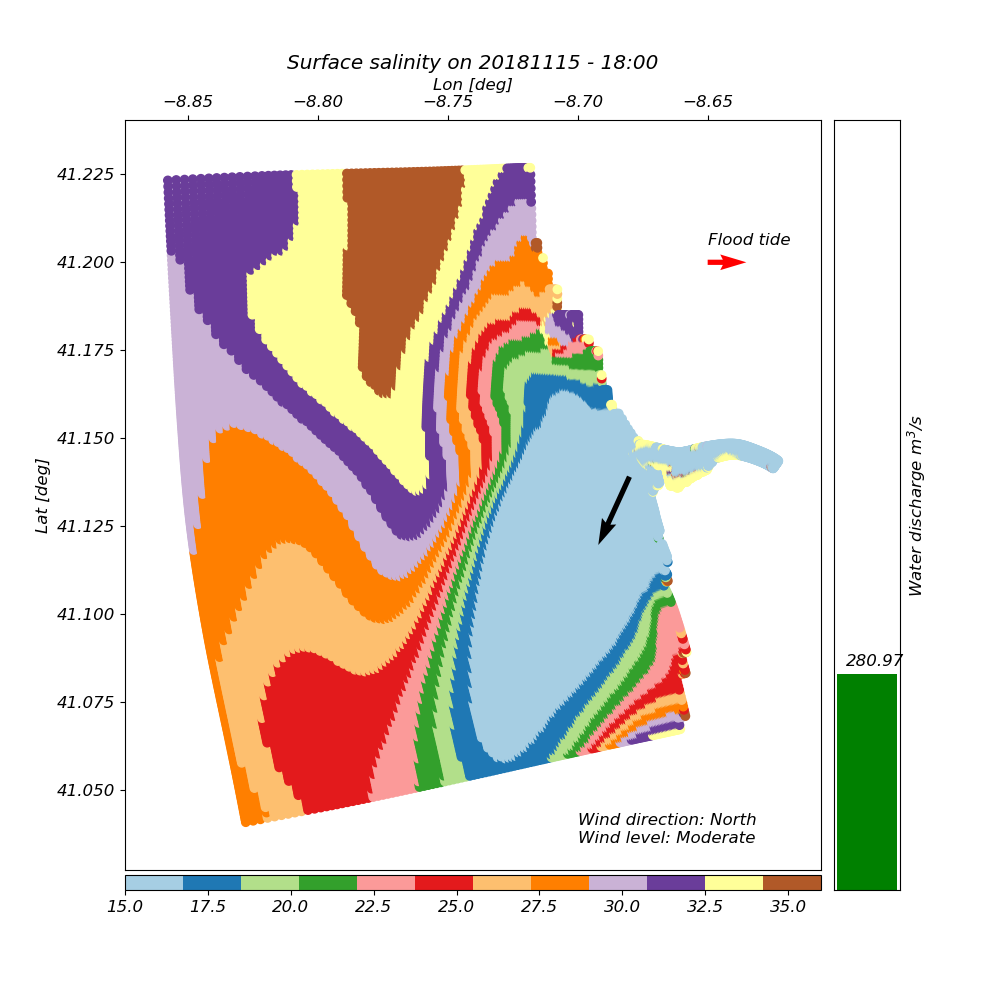 Surface salinity on 20181115 - 18:00
Lon [deg]
−8.85 −8.80 −8.75 −8.70 −8.65
41.225
41.200
41.175
41.150
41.125
41.100
41.075
41.050
Lat [deg]
Flood tide
Wind direction: North
Wind level: Moderate
15.0 17.5 20.0 22.5 25.0 27.5 30.0 32.5 35.0
280.97
Water discharge m³/s